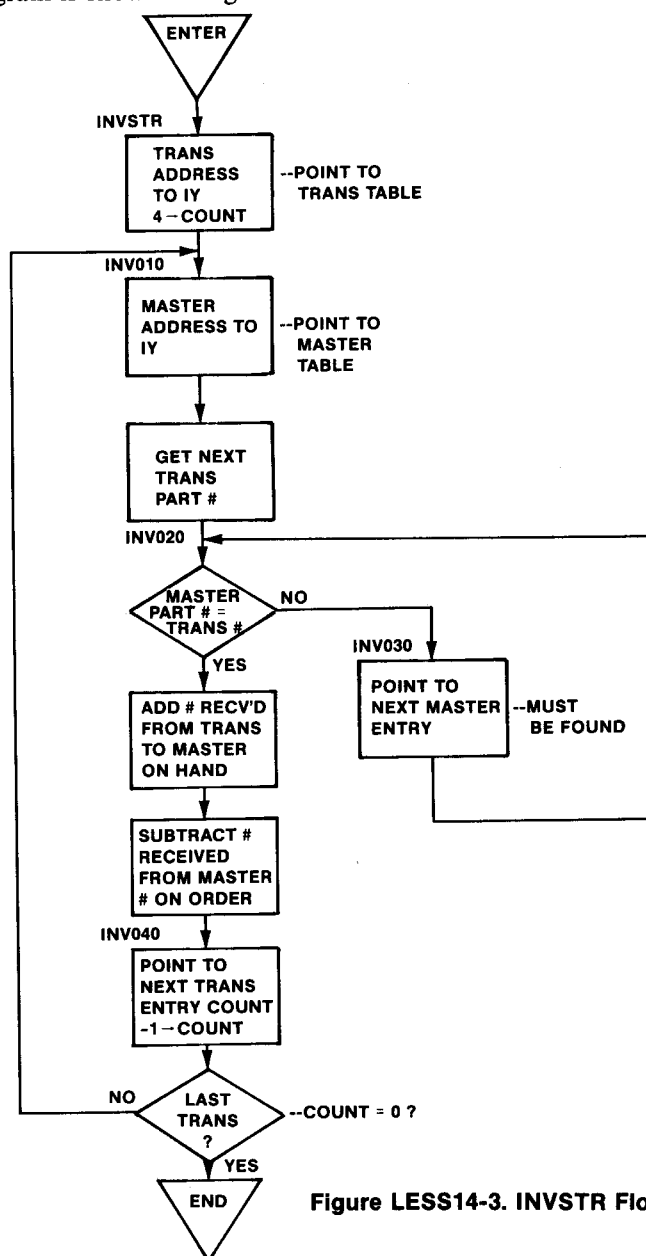 ENTER
INVSTR
TRANS
ADDRESS
TO IY
4→COUNT
--POINT TO
TRANS TABLE
INV010
MASTER
ADDRESS TO
IY
--POINT TO
MASTER
TABLE
GET NEXT
TRANS
PART #
INV020
MASTER
PART # =
TRANS #
NO
YES
INV030
POINT TO
NEXT MASTER
ENTRY
--MUST
BE FOUND
ADD # RECV'D
FROM TRANS
TO MASTER
ON HAND
SUBTRACT #
RECEIVED
FROM MASTER
# ON ORDER
INV040
POINT TO
NEXT TRANS
ENTRY COUNT
-1→COUNT
NO
LAST
TRANS
?
--COUNT = 0 ?
YES
END
Figure LESS14-3. INVSTR Flo